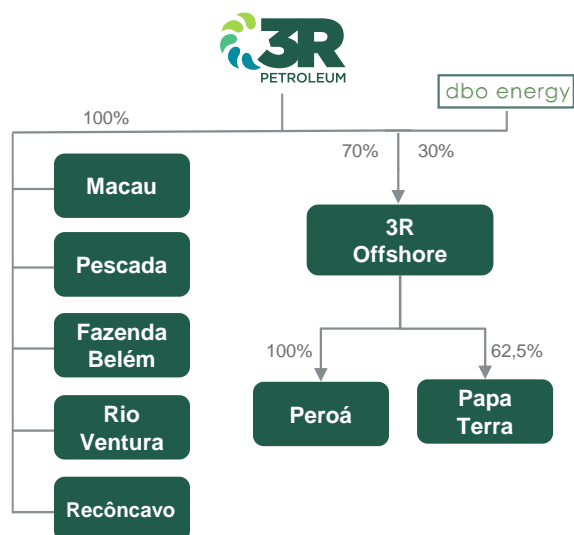 3R
PETROLEUM
dbo energy
100%
70%
30%
Macau
3R
Offshore
Pescada
Fazenda
Belém
100%
62,5%
Rio
Ventura
Peroá
Papa
Terra
Recôncavo